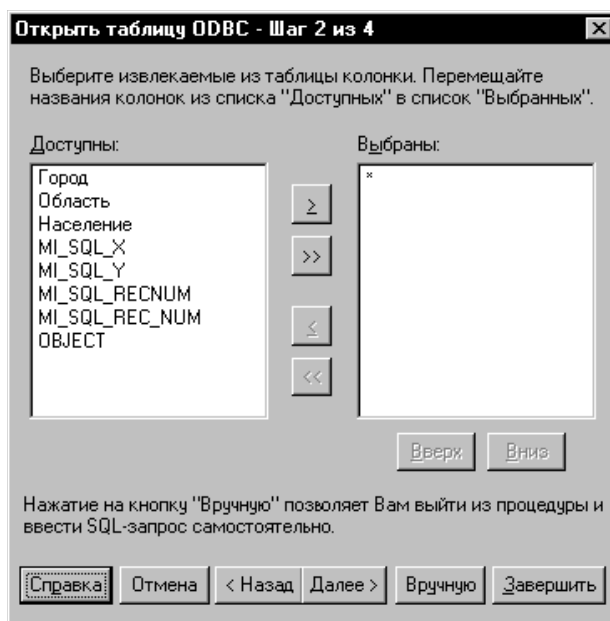 Открыть таблицу ODBC - Шаг 2 из 4
Выберите извлекаемые из таблицы колонки. Перемещайте
названия колонок из списка "Доступных" в список "Выбранных".
Доступны:
Город
Область
Население
MI_SQL_X
MI_SQL_Y
MI_SQL_RECNUM
MI_SQL_REC_NUM
OBJECT
>
>>
<
<<
Выбраны:
*
Вверх Вниз
Нажатие на кнопку "Вручную" позволяет Вам выйти из процедуры и
ввести SQL-запрос самостоятельно.
Справка Отмена < Назад Далее > Вручную Завершить